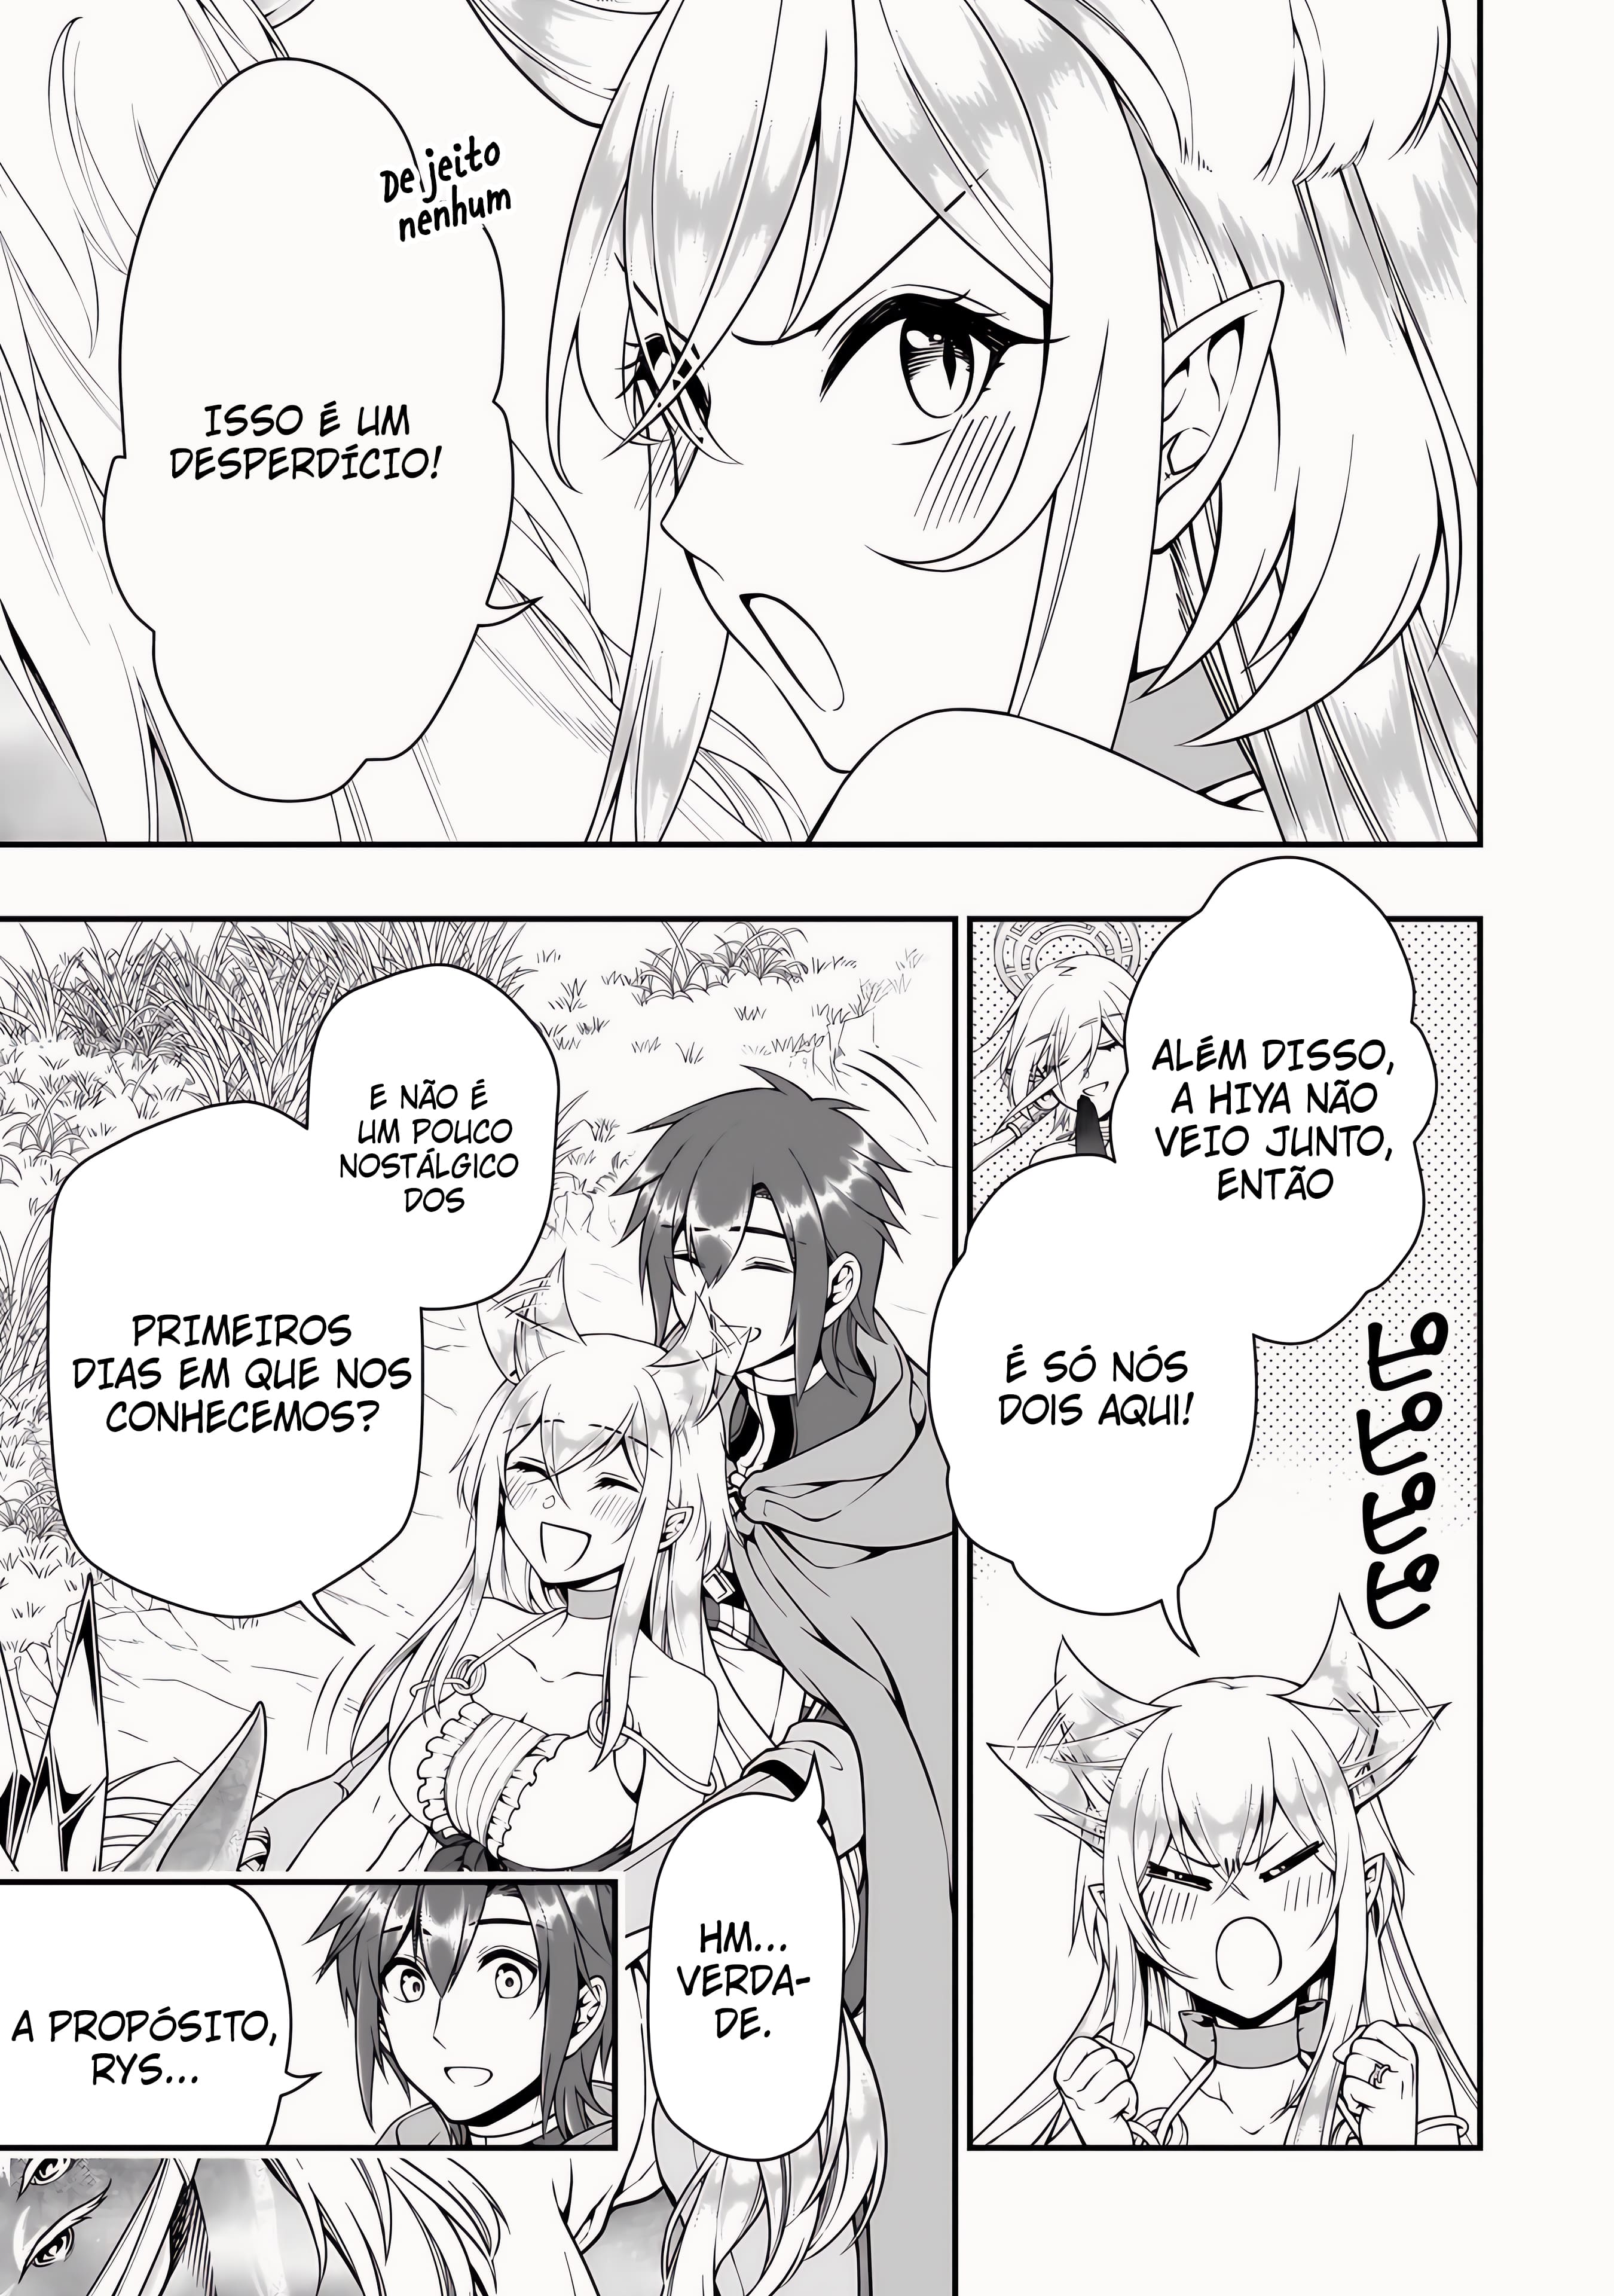 De jeito
nenhum
ISSO É UM
DESPERDÍCIO!
ALÉM DISSO,
A HIYA NÃO
VEIO JUNTO,
ENTÃO
É SÓ NÓS
DOIS AQUI!
E NÃO É
UM POUCO
NOSTÁLGICO
DOS
PRIMEIROS
DIAS EM QUE NOS
CONHECEMOS?
HM...
VERDA-
DE.
A PROPÓSITO,
RYS...